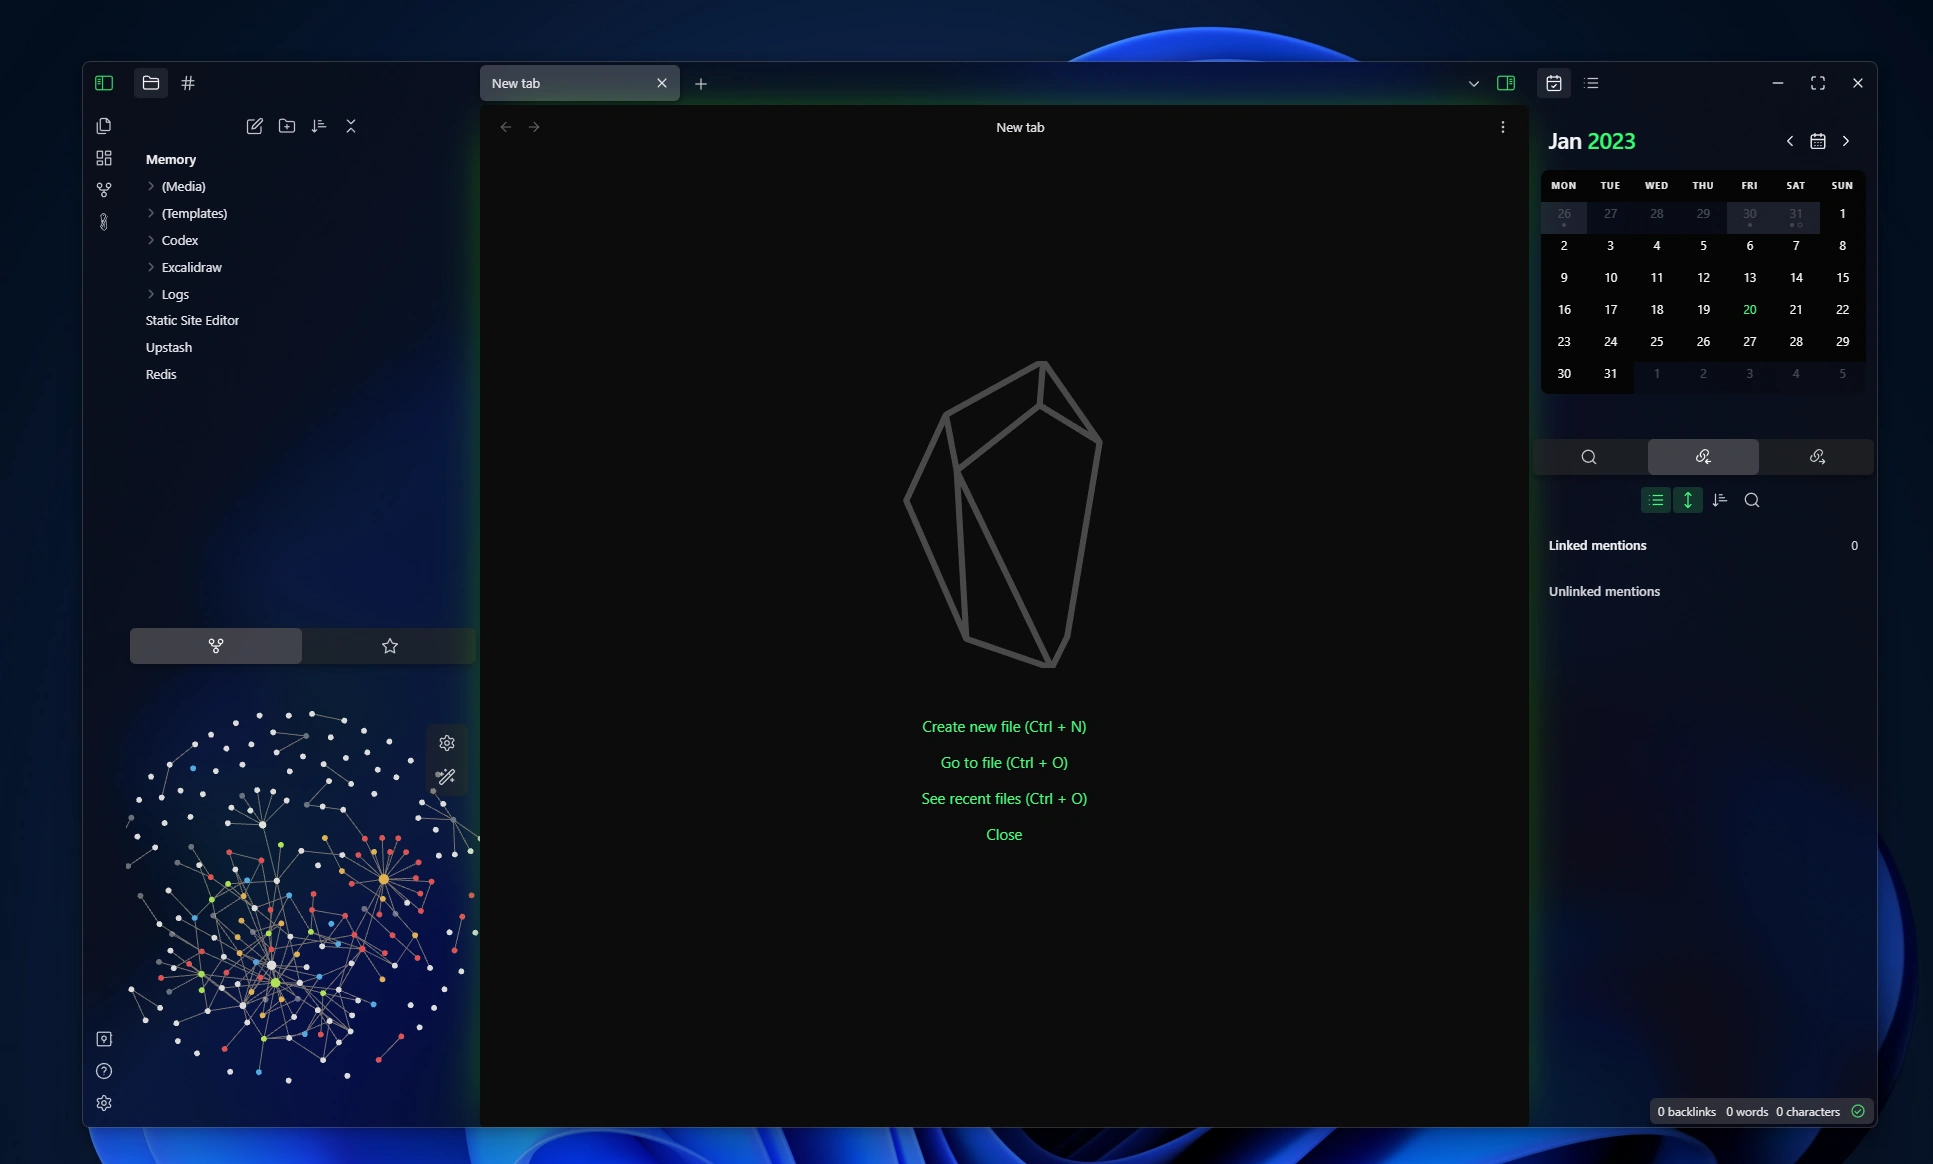 New tab
New tab
Memory
(Media)
(Templates)
Codex
Excalidraw
Logs
Static Site Editor
Upstash
Redis
Create new file (Ctrl + N)
Go to file (Ctrl + O)
See recent files (Ctrl + O)
Close
Jan 2023
MON TUE WED THU FRI SAT SUN
26 27 28 29 30 31 1
2 3 4 5 6 7 8
9 10 11 12 13 14 15
16 17 18 19 20 21 22
23 24 25 26 27 28 29
30 31 1 2 3 4 5
Linked mentions 0
Unlinked mentions
0 backlinks 0 words 0 characters